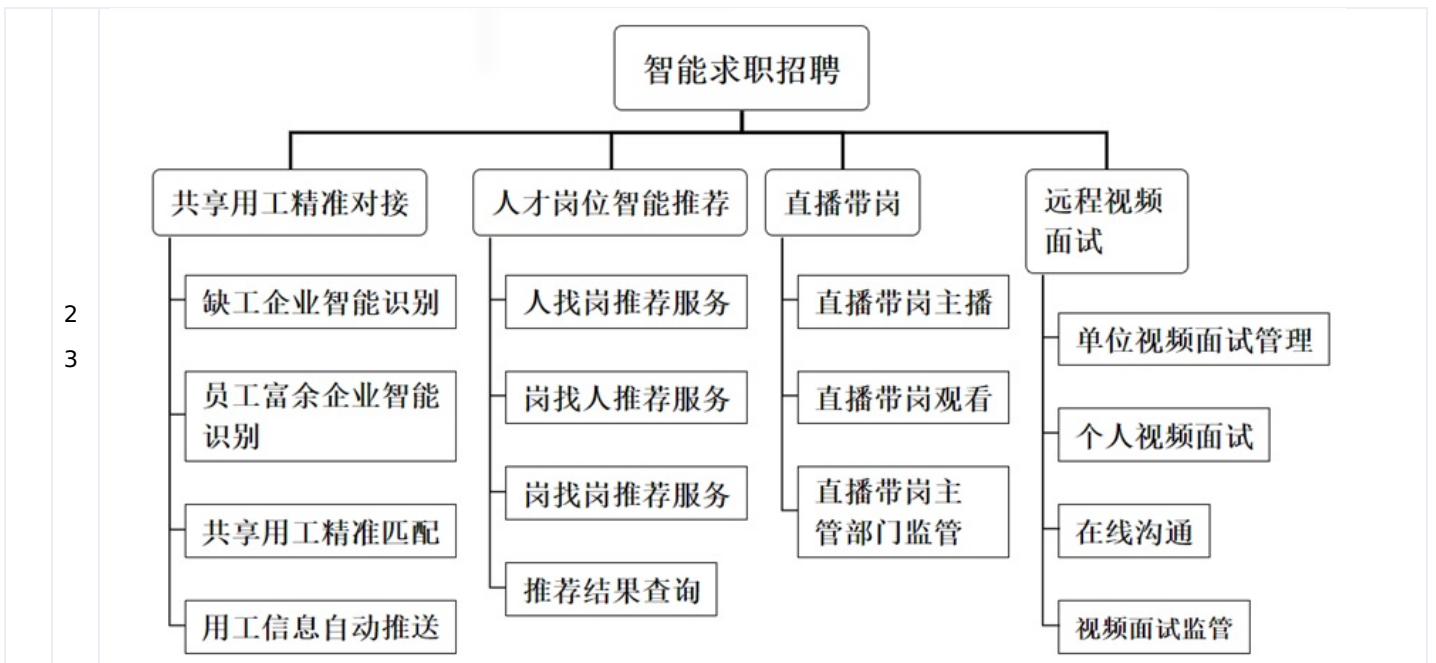 2
3
智能求职招聘
共享用工精准对接
缺工企业智能识别
员工富余企业智能
识别
共享用工精准匹配
用工信息自动推送
人才岗位智能推荐
人找岗推荐服务
岗找人推荐服务
岗找岗推荐服务
推荐结果查询
直播带岗
直播带岗主播
直播带岗观看
直播带岗主
管部门监管
远程视频
面试
单位视频面试管理
个人视频面试
在线沟通
视频面试监管